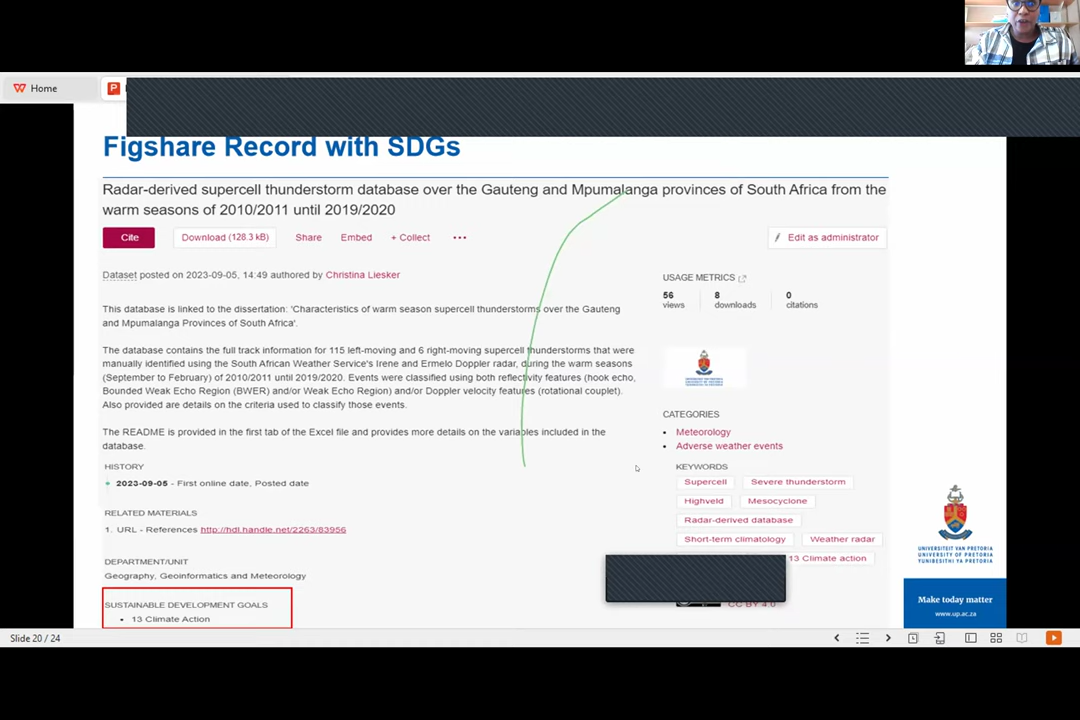 Home
Figshare Record with SDGs
Radar-derived supercell thunderstorm database over the Gauteng and Mpumalanga provinces of South Africa from the
warm seasons of 2010/2011 until 2019/2020
Cite
Download (128.3 kB)
Share
Embed
+ Collect
Edit as administrator
Dataset posted on 2023-09-05, 14:49 authored by Christina Liesker
This database is linked to the dissertation: 'Characteristics of warm season supercell thunderstorms over the Gauteng
and Mpumalanga Provinces of South Africa'.
The database contains the full track information for 115 left-moving and 6 right-moving supercell thunderstorms that were
manually identified using the South African Weather Service's Irene and Ermelo Doppler radar, during the warm seasons
(September to February) of 2010/2011 until 2019/2020. Events were classified using both reflectivity features (hook echo,
Bounded Weak Echo Region (BWER) and/or Weak Echo Region) and/or Doppler velocity features (rotational couplet).
Also provided are details on the criteria used to classify those events.
The README is provided in the first tab of the Excel file and provides more details on the variables included in the
database.
HISTORY
2023-09-05 - First online date, Posted date
RELATED MATERIALS
1. URL - References http://hdl.handle.net/2263/83956
DEPARTMENT/UNIT
Geography, Geoinformatics and Meteorology
SUSTAINABLE DEVELOPMENT GOALS
• 13 Climate Action
USAGE METRICS
56 8 0
views downloads citations
CATEGORIES
• Meteorology
• Adverse weather events
KEYWORDS
Supercell Severe thunderstorm
Highveld Mesocyclone
Radar-derived database
Short-term climatology Weather radar
13 Climate action
CC BY 4.0
UNIVERSITEIT VAN PRETORIA
UNIVERSITY OF PRETORIA
YUNIBESITHI YA PRETORIA
Make today matter
www.up.ac.za
Slide 20 / 24